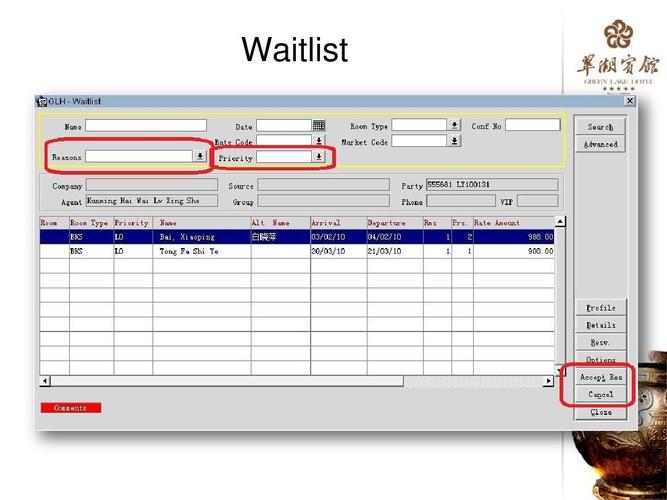 Waitlist
翠湖宾馆
GREEN LAKE HOTEL
GLH - Waitlist
Name Date Room Type Conf No Search
Rate Code Market Code Advanced
Reasons Priority
Company Source Party 555681 LY100131
Agent Kunming Hai Wai Lv Xing She Group Phone VIP
Room Room Type Priority Name Alt. Name Arrival Departure Rms Prs. Rate Amount
BKS LO Bai, Xiaoping 白晓萍 03/02/10 04/02/10 1 2 988.00
BKS LO Tong Fa Shi Ye 20/03/10 21/03/10 1 1 900.00
Profile
Details
Resv.
Options
Accept Res
Cancel
Comments Close